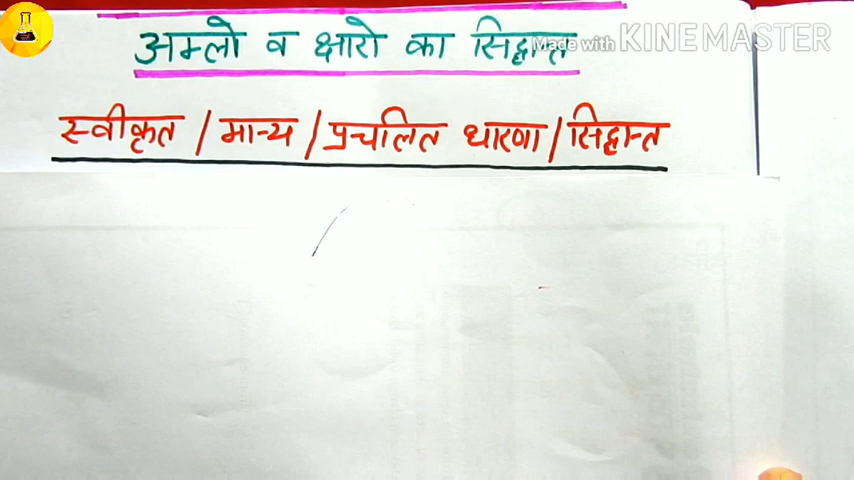 अम्लो व क्षारो का सिद्धान्त
Made with KINEMASTER
स्वीकृत / मान्य / प्रचलित धारणा / सिद्धान्त